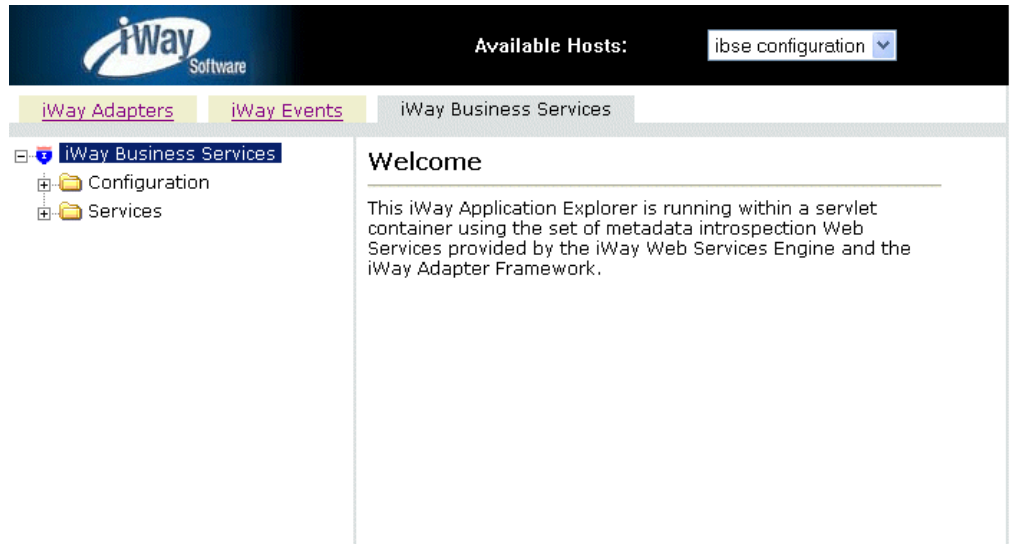 iWay
Software
Available Hosts:
ibse configuration
iWay Adapters
iWay Events
iWay Business Services
iWay Business Services
Configuration
Services
Welcome
This iWay Application Explorer is running within a servlet
container using the set of metadata introspection Web
Services provided by the iWay Web Services Engine and the
iWay Adapter Framework.